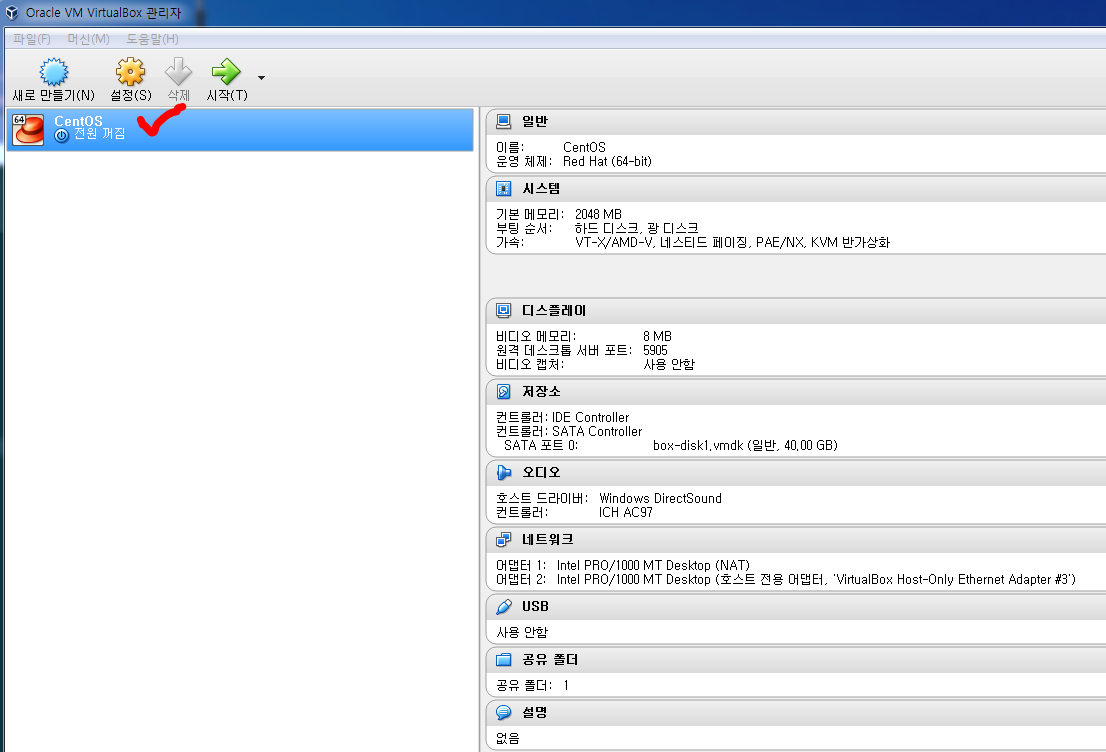 Oracle VM VirtualBox 관리자
파일(F) 머신(M) 도움말(H)
새로 만들기(N) 설정(S) 삭제 시작(T)
64
CentOS
전원 꺼짐
일반
이름: CentOS
운영 체제: Red Hat (64-bit)
시스템
기본 메모리: 2048 MB
부팅 순서: 하드 디스크, 광 디스크
가속: VT-X/AMD-V, 네스티드 페이징, PAE/NX, KVM 반가상화
디스플레이
비디오 메모리: 8 MB
원격 데스크톱 서버 포트: 5905
비디오 캡처: 사용 안함
저장소
컨트롤러: IDE Controller
컨트롤러: SATA Controller
SATA 포트 0: box-disk1.vmdk (일반, 40.00 GB)
오디오
호스트 드라이버: Windows DirectSound
컨트롤러: ICH AC97
네트워크
어댑터 1: Intel PRO/1000 MT Desktop (NAT)
어댑터 2: Intel PRO/1000 MT Desktop (호스트 전용 어댑터, 'VirtualBox Host-Only Ethernet Adapter #3')
USB
사용 안함
공유 폴더
공유 폴더: 1
설명
없음